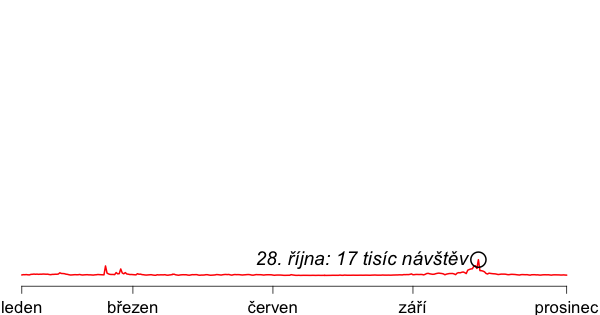 28. října: 17 tisíc návštěv
leden březen červen září prosinec